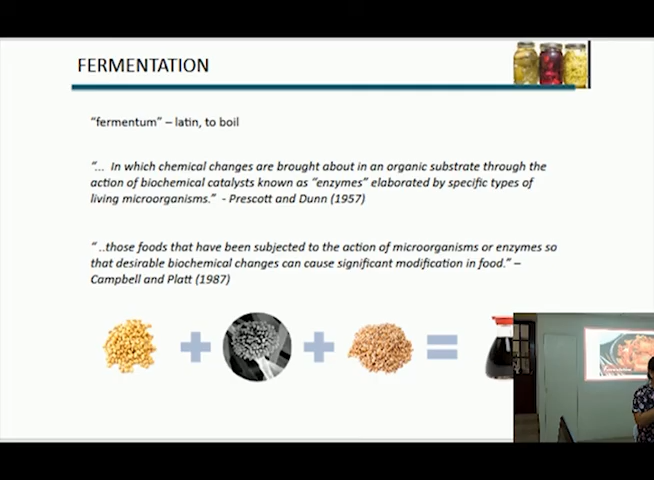 FERMENTATION
“fermentum” – latin, to boil
“... In which chemical changes are brought about in an organic substrate through the
action of biochemical catalysts known as “enzymes” elaborated by specific types of
living microorganisms.” - Prescott and Dunn (1957)
“ ..those foods that have been subjected to the action of microorganisms or enzymes so
that desirable biochemical changes can cause significant modification in food.” –
Campbell and Platt (1987)